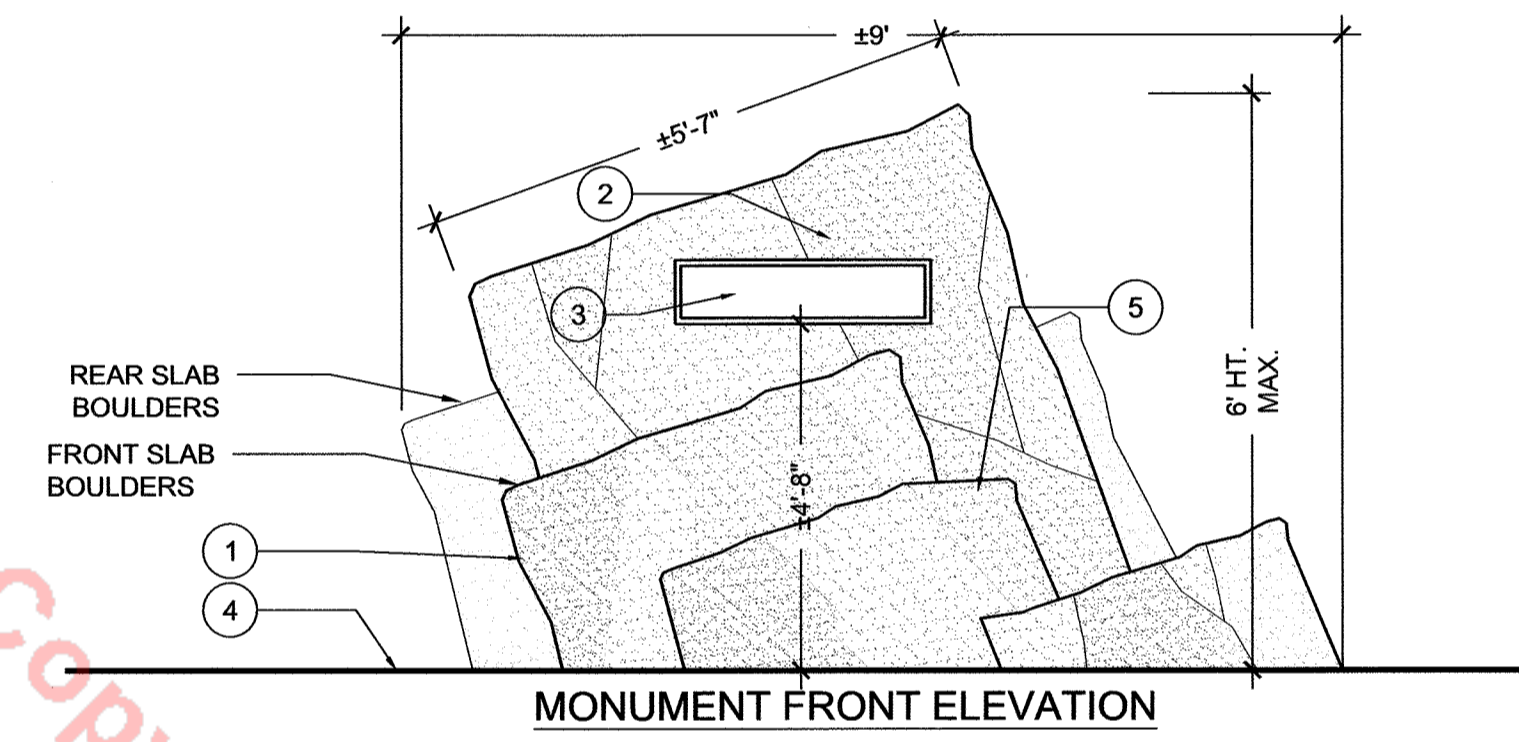 ±9'
±5'-7"
2
3
5
REAR SLAB
BOULDERS
6' HT.
MAX.
FRONT SLAB
BOULDERS
±4'-8"
1
4
Cop
MONUMENT FRONT ELEVATION